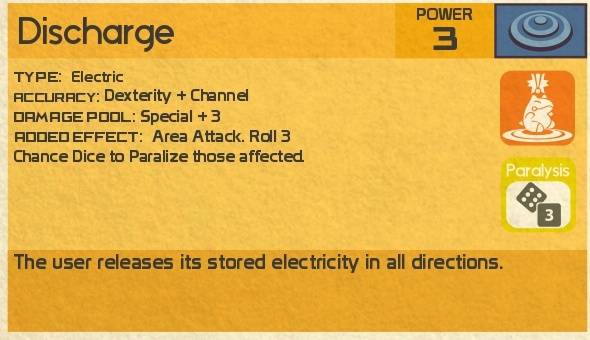 Discharge
POWER
3
TYPE: Electric
ACCURACY: Dexterity + Channel
DAMAGE POOL: Special + 3
ADDED EFFECT: Area Attack. Roll 3
Chance Dice to Paralize those affected.
Paralysis
3
The user releases its stored electricity in all directions.